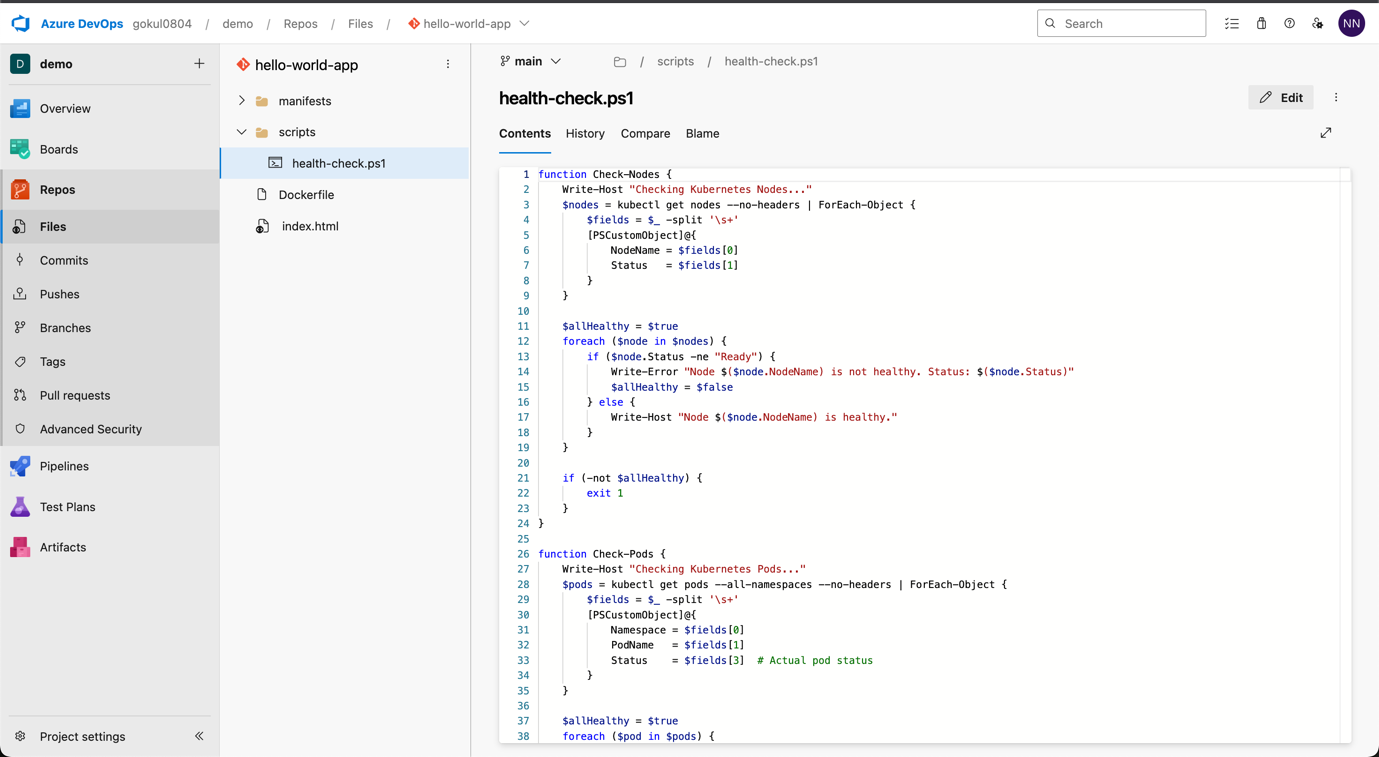 Azure DevOps gokul0804 / demo / Repos / Files / hello-world-app
Search
NN
D demo +
Overview
Boards
Repos
Files
Commits
Pushes
Branches
Tags
Pull requests
Advanced Security
Pipelines
Test Plans
Artifacts
Project settings
hello-world-app
manifests
scripts
health-check.ps1
Dockerfile
index.html
main / scripts / health-check.ps1
health-check.ps1
Edit
Contents History Compare Blame
1 function Check-Nodes {
2     Write-Host "Checking Kubernetes Nodes..."
3     $nodes = kubectl get nodes --no-headers | ForEach-Object {
4         $fields = $_ -split '\s+'
5         [PSCustomObject]@{
6             NodeName = $fields[0]
7             Status   = $fields[1]
8         }
9     }
10
11     $allHealthy = $true
12     foreach ($node in $nodes) {
13         if ($node.Status -ne "Ready") {
14             Write-Error "Node $($node.NodeName) is not healthy. Status: $($node.Status)"
15             $allHealthy = $false
16         } else {
17             Write-Host "Node $($node.NodeName) is healthy."
18         }
19     }
20
21     if (-not $allHealthy) {
22         exit 1
23     }
24 }
25
26 function Check-Pods {
27     Write-Host "Checking Kubernetes Pods..."
28     $pods = kubectl get pods --all-namespaces --no-headers | ForEach-Object {
29         $fields = $_ -split '\s+'
30         [PSCustomObject]@{
31             Namespace = $fields[0]
32             PodName   = $fields[1]
33             Status    = $fields[3]  # Actual pod status
34         }
35     }
36
37     $allHealthy = $true
38     foreach ($pod in $pods) {